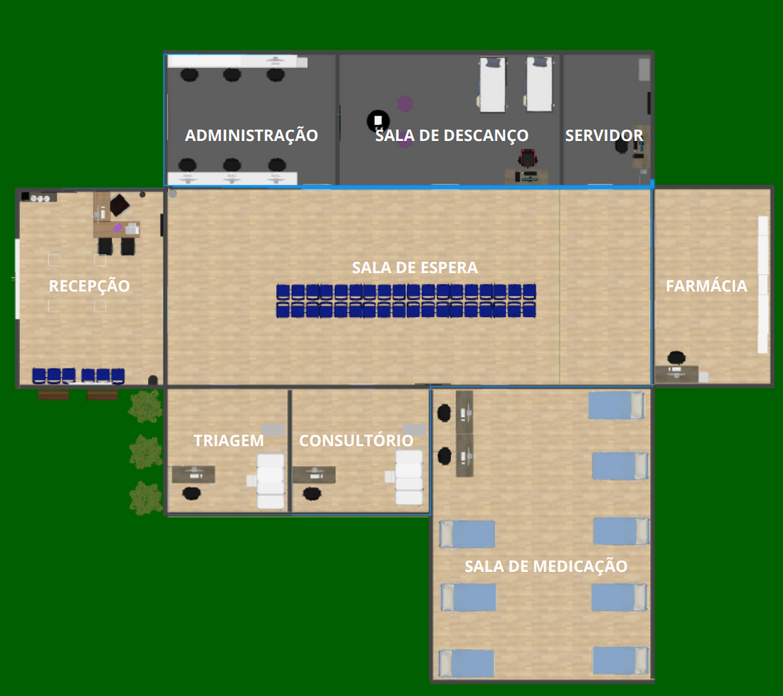 ADMINISTRAÇÃO
SALA DE DESCANÇO
SERVIDOR
SALA DE ESPERA
RECEPÇÃO
FARMÁCIA
TRIAGEM
CONSULTÓRIO
SALA DE MEDICAÇÃO